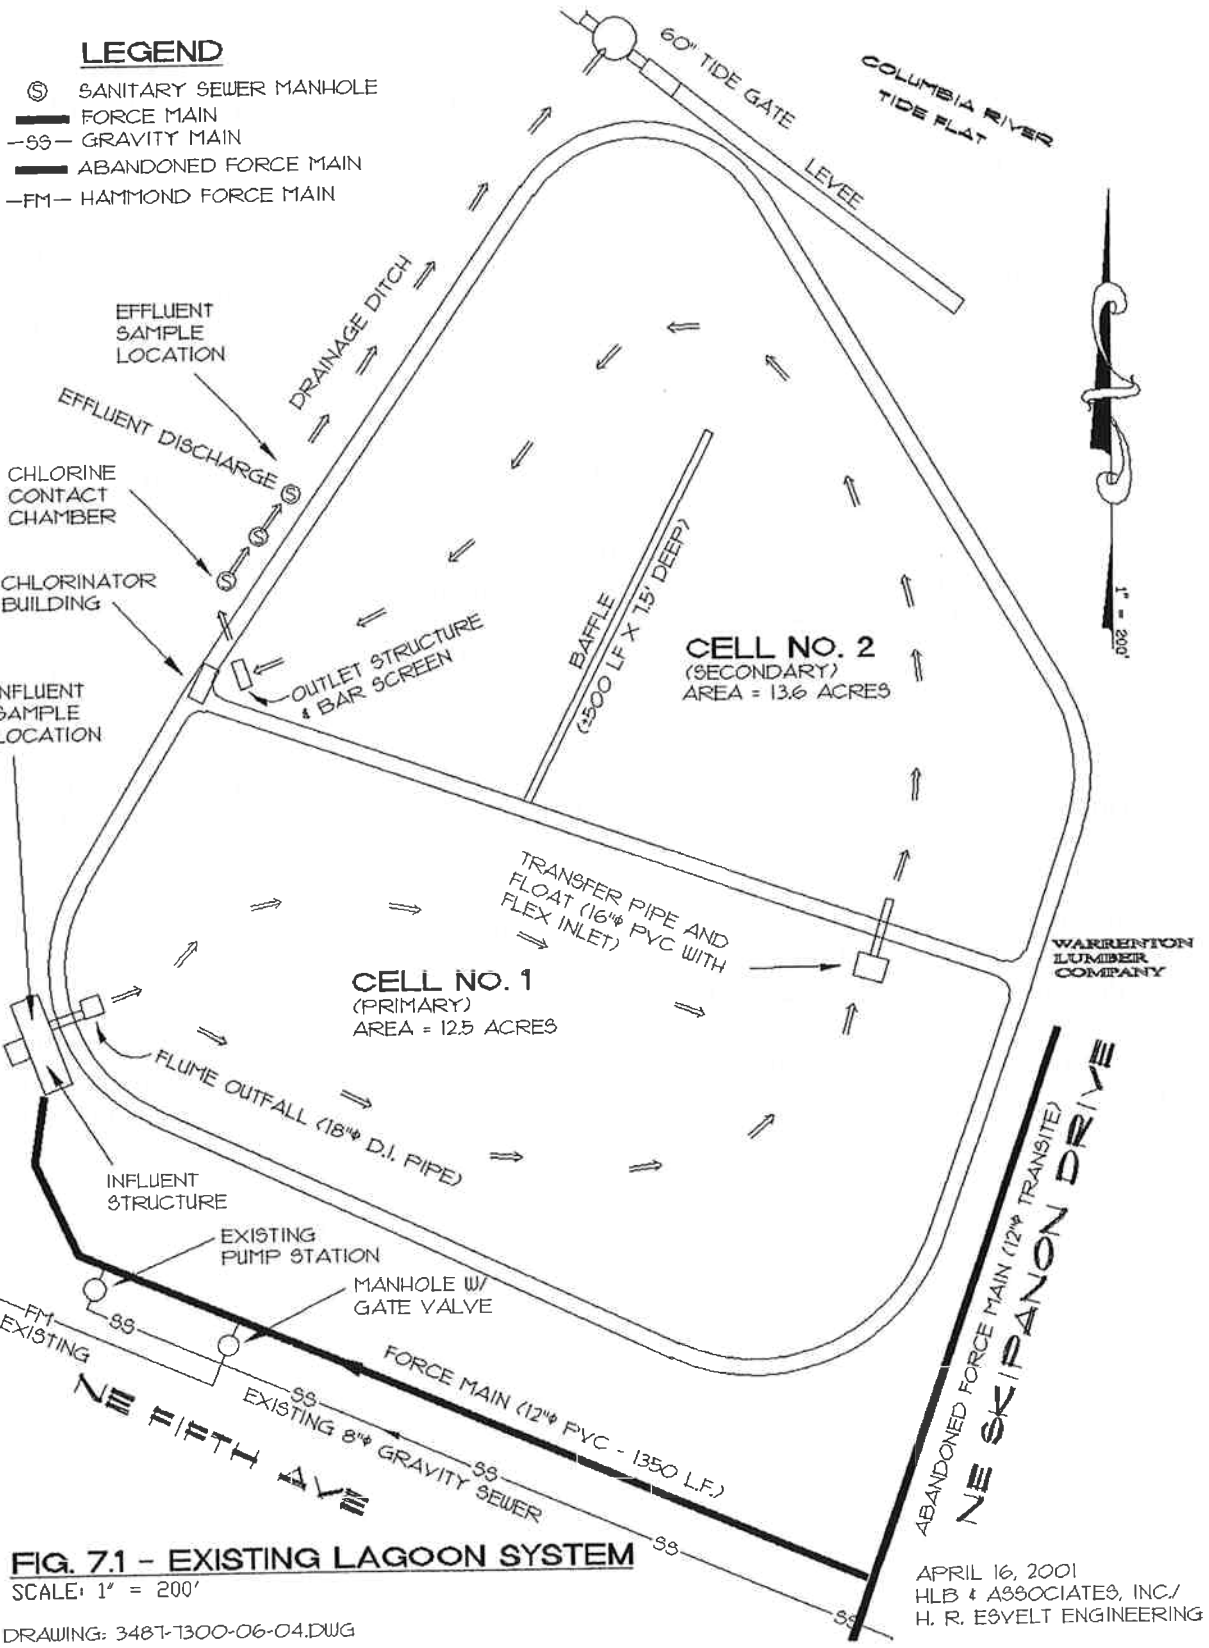 LEGEND
Ⓢ SANITARY SEWER MANHOLE
FORCE MAIN
-SS- GRAVITY MAIN
ABANDONED FORCE MAIN
-FM- HAMMOND FORCE MAIN
60" TIDE GATE
COLUMBIA RIVER
TIDE FLAT
LEVEE
EFFLUENT
SAMPLE
LOCATION
DRAINAGE DITCH
EFFLUENT DISCHARGE
CHLORINE
CONTACT
CHAMBER
S
S
S
CHLORINATOR
BUILDING
1" = 200'
OUTLET STRUCTURE
& BAR SCREEN
BAFFLE
(±500 LF X 7.5' DEEP)
CELL NO. 2
(SECONDARY)
AREA = 13.6 ACRES
INFLUENT
SAMPLE
LOCATION
TRANSFER PIPE AND
FLOAT (16"ϕ PVC WITH
FLEX INLET)
WARRENTON
LUMBER
COMPANY
CELL NO. 1
(PRIMARY)
AREA = 12.5 ACRES
FLUME OUTFALL (18"ϕ D.I. PIPE)
INFLUENT
STRUCTURE
EXISTING
PUMP STATION
MANHOLE W/
GATE VALVE
FM
EXISTING
SS
NE FIFTH AVE
FORCE MAIN (12"ϕ PVC - 1350 L.F.)
SS
EXISTING 8"ϕ GRAVITY SEWER
SS
SS
SS
ABANDONED FORCE MAIN (12"ϕ TRANSITE)
NE SKIPANON DRIVE
FIG. 7.1 - EXISTING LAGOON SYSTEM
SCALE: 1" = 200'
DRAWING: 3487-7300-06-04.DWG
APRIL 16, 2001
HLB & ASSOCIATES, INC./
H. R. ESVELT ENGINEERING